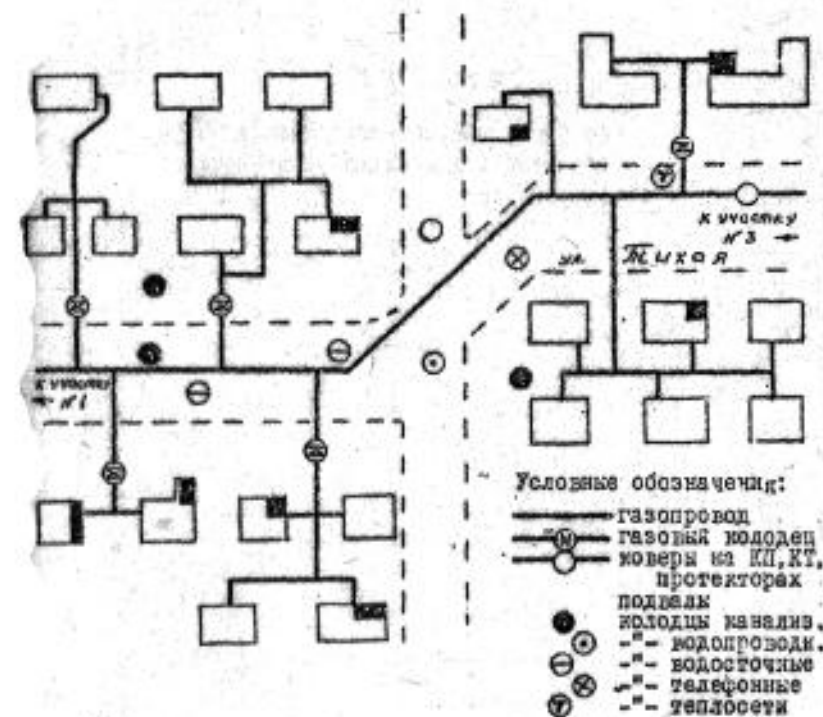 к участку
№ 3
ул. Тихая
к участку
№ 1
Условные обозначения:
газопровод
газовый колодец
коверы на КП, КТ,
протекторах
подвалы
колодцы канализ.
-"- водопроводн.
-"- водосточные
-"- телефонные
-"- теплосети